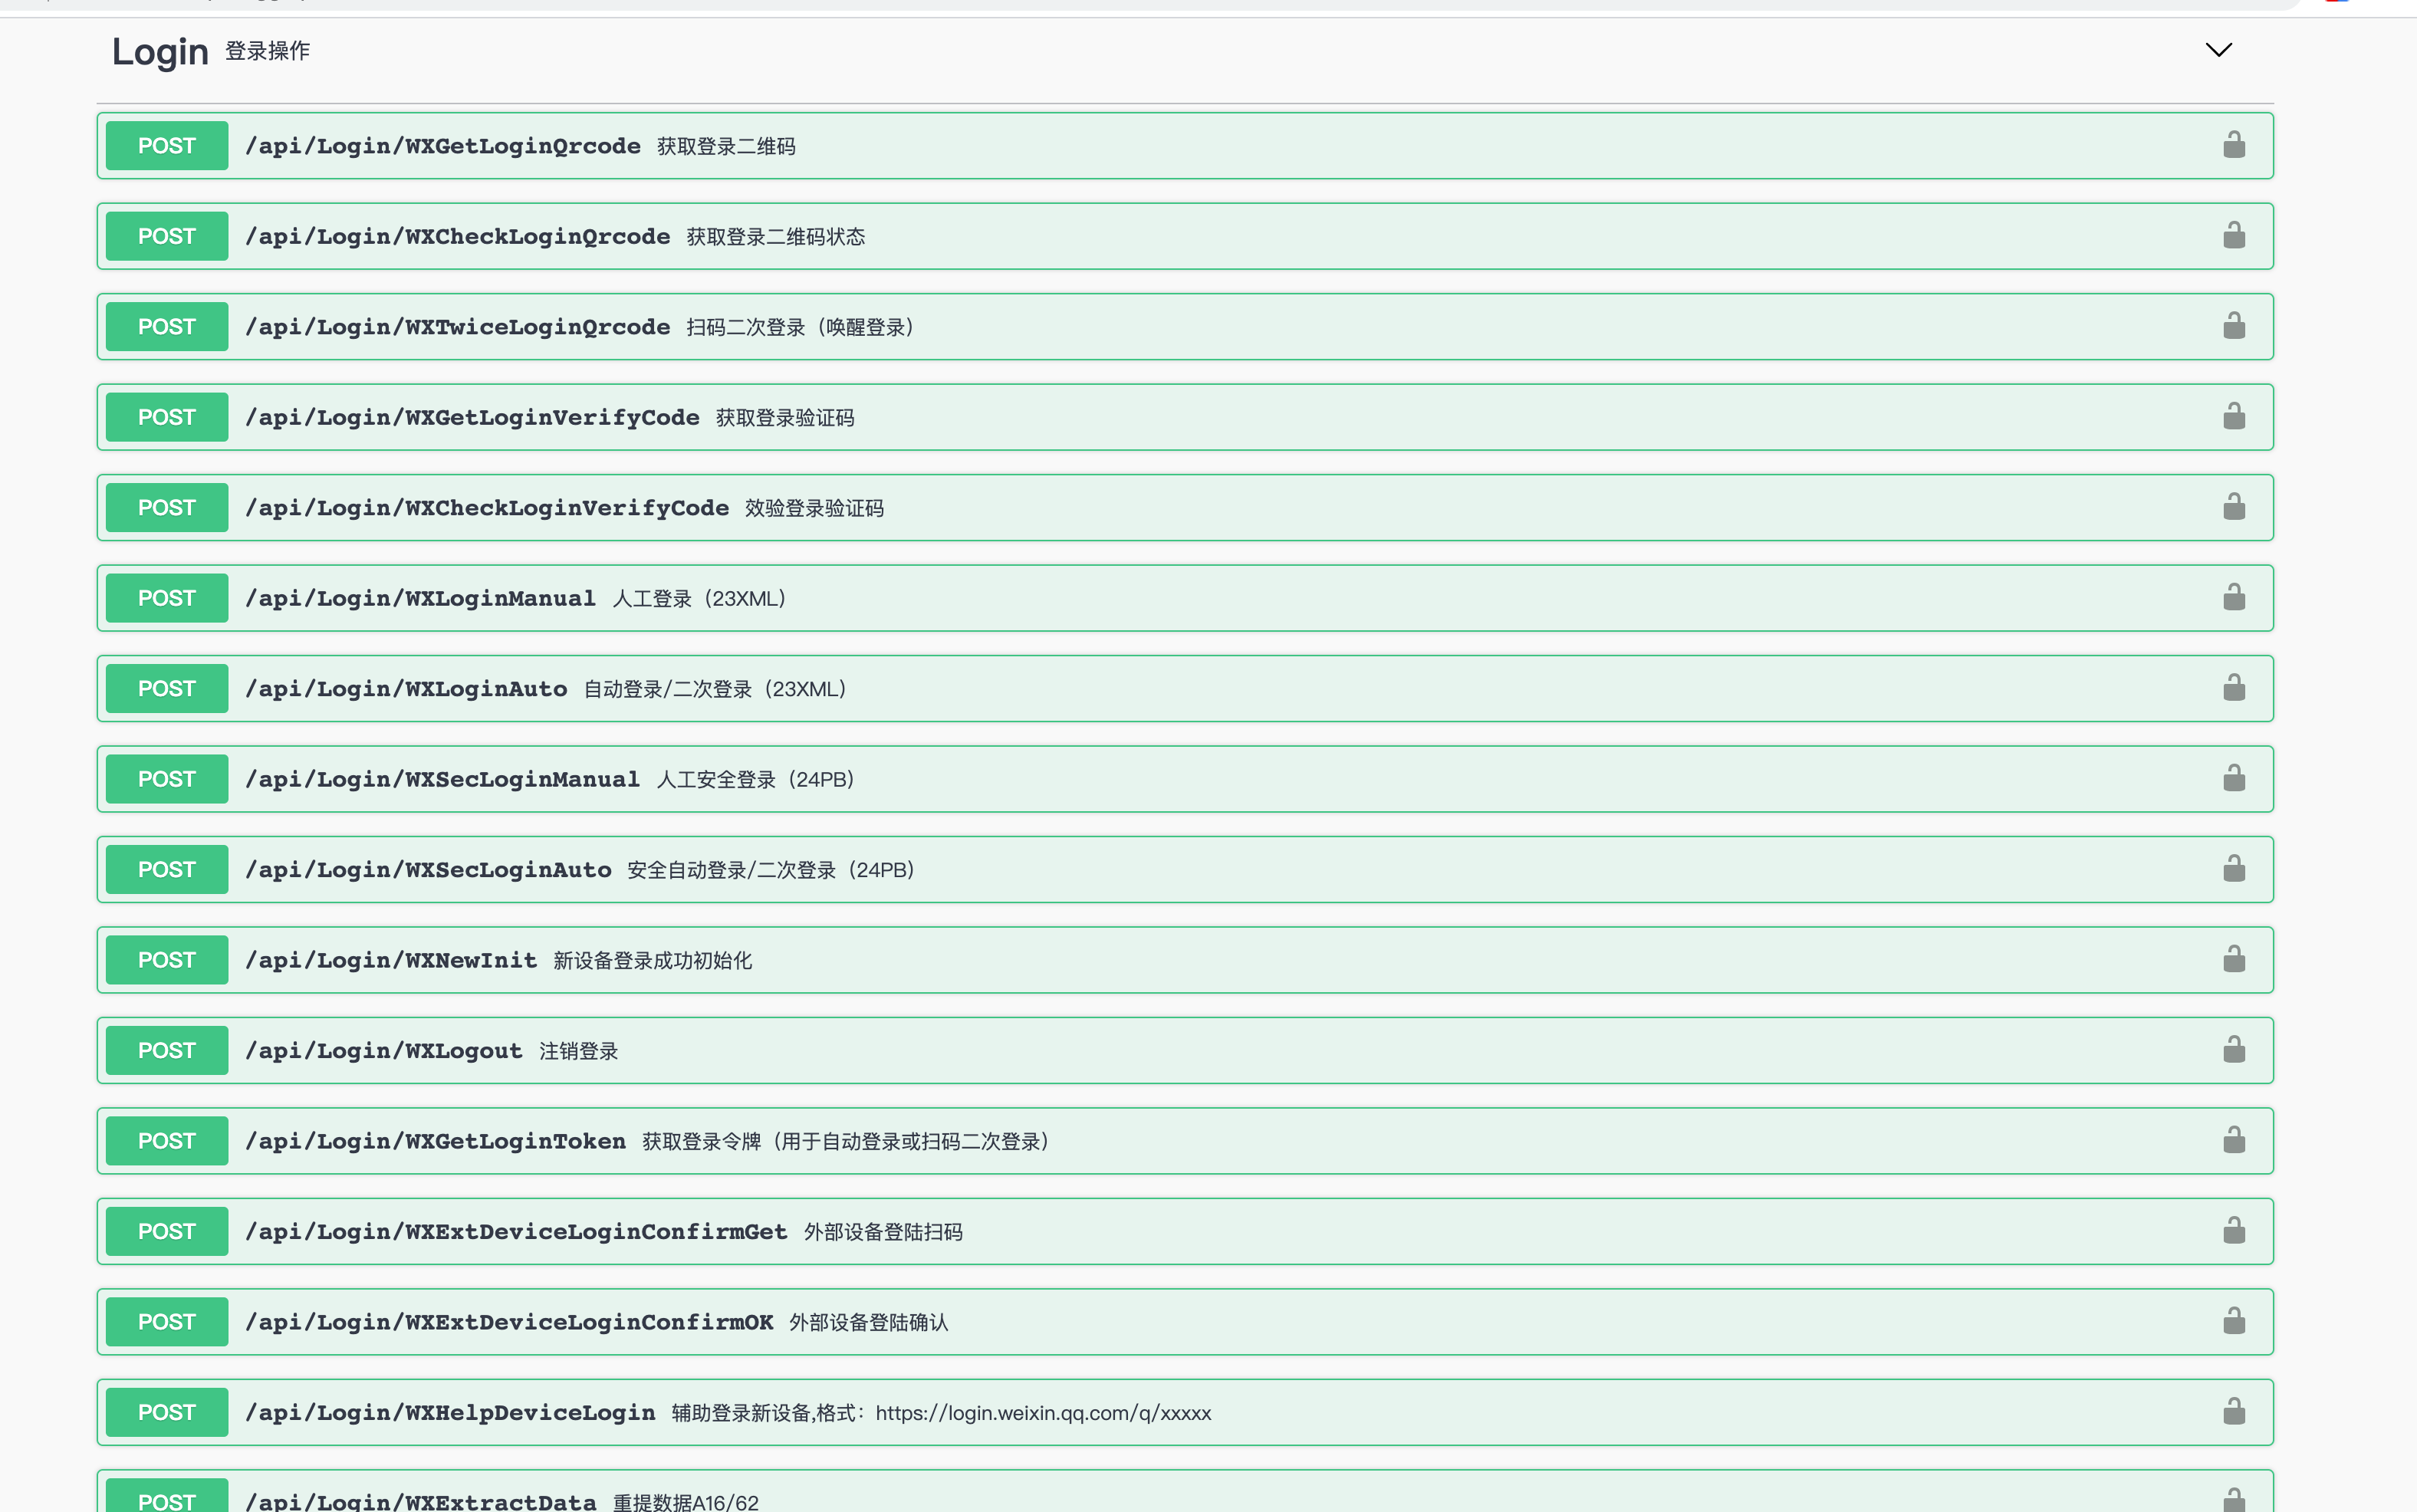 Login 登录操作
POST /api/Login/WXGetLoginQrcode 获取登录二维码
POST /api/Login/WXCheckLoginQrcode 获取登录二维码状态
POST /api/Login/WXTwiceLoginQrcode 扫码二次登录（唤醒登录）
POST /api/Login/WXGetLoginVerifyCode 获取登录验证码
POST /api/Login/WXCheckLoginVerifyCode 效验登录验证码
POST /api/Login/WXLoginManual 人工登录（23XML）
POST /api/Login/WXLoginAuto 自动登录/二次登录（23XML）
POST /api/Login/WXSecLoginManual 人工安全登录（24PB）
POST /api/Login/WXSecLoginAuto 安全自动登录/二次登录（24PB）
POST /api/Login/WXNewInit 新设备登录成功初始化
POST /api/Login/WXLogout 注销登录
POST /api/Login/WXGetLoginToken 获取登录令牌（用于自动登录或扫码二次登录）
POST /api/Login/WXExtDeviceLoginConfirmGet 外部设备登陆扫码
POST /api/Login/WXExtDeviceLoginConfirmOK 外部设备登陆确认
POST /api/Login/WXHelpDeviceLogin 辅助登录新设备,格式：https://login.weixin.qq.com/q/xxxxx
POST /api/Login/WXExtractData 重提数据A16/62